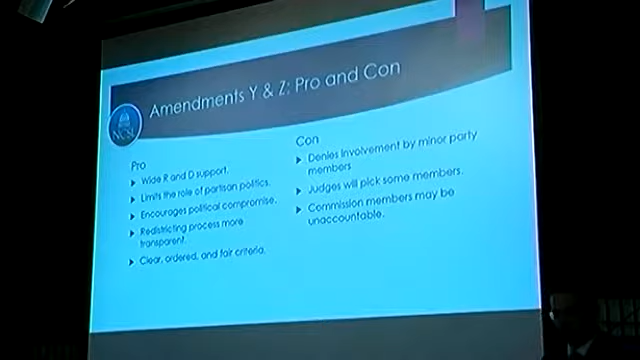 Amendments Y & Z: Pro and Con
NCSL
Pro
Wide R and D support.
Limits the role of partisan politics.
Encourages political compromise.
Redistricting process more
transparent.
Clear, ordered, and fair criteria.
Con
Denies involvement by minor party
members
Judges will pick some members.
Commission members may be
unaccountable.